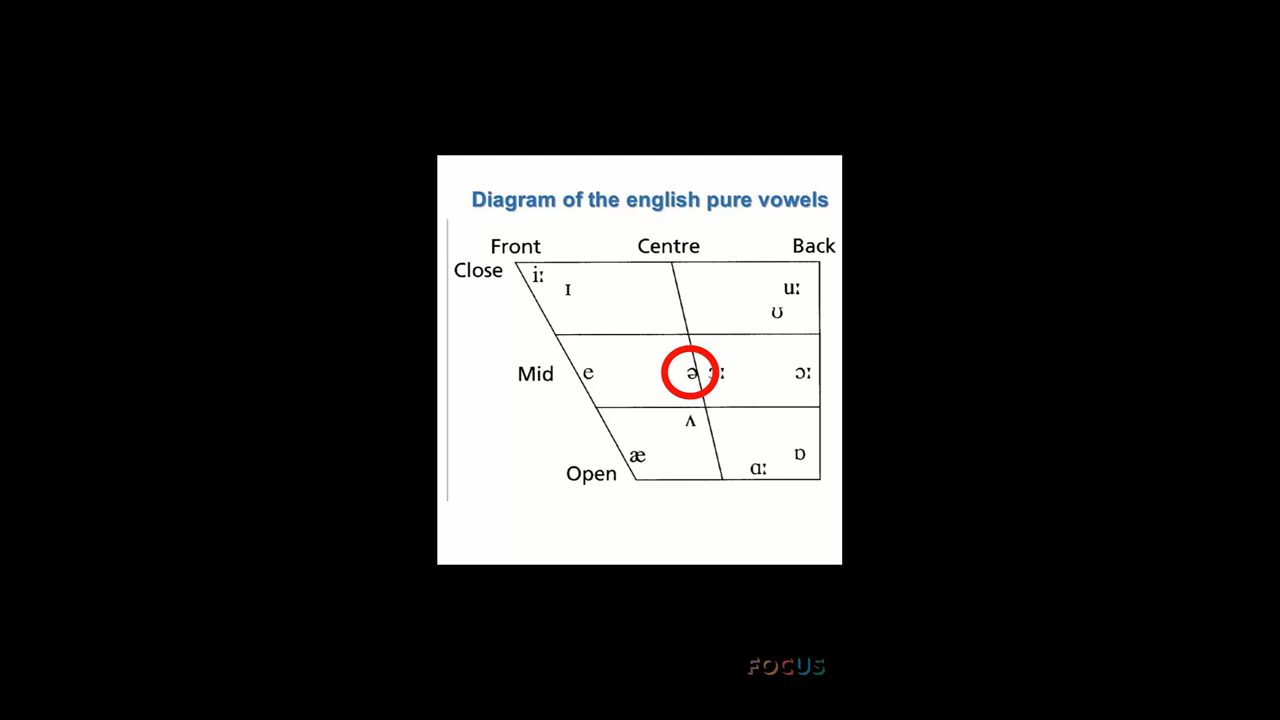 Diagram of the english pure vowels
Front Centre Back
Close iː
ɪ uː
ʊ
Mid e ə ɜː ɔː
ʌ
æ ɒ
Open ɑː
FOCUS